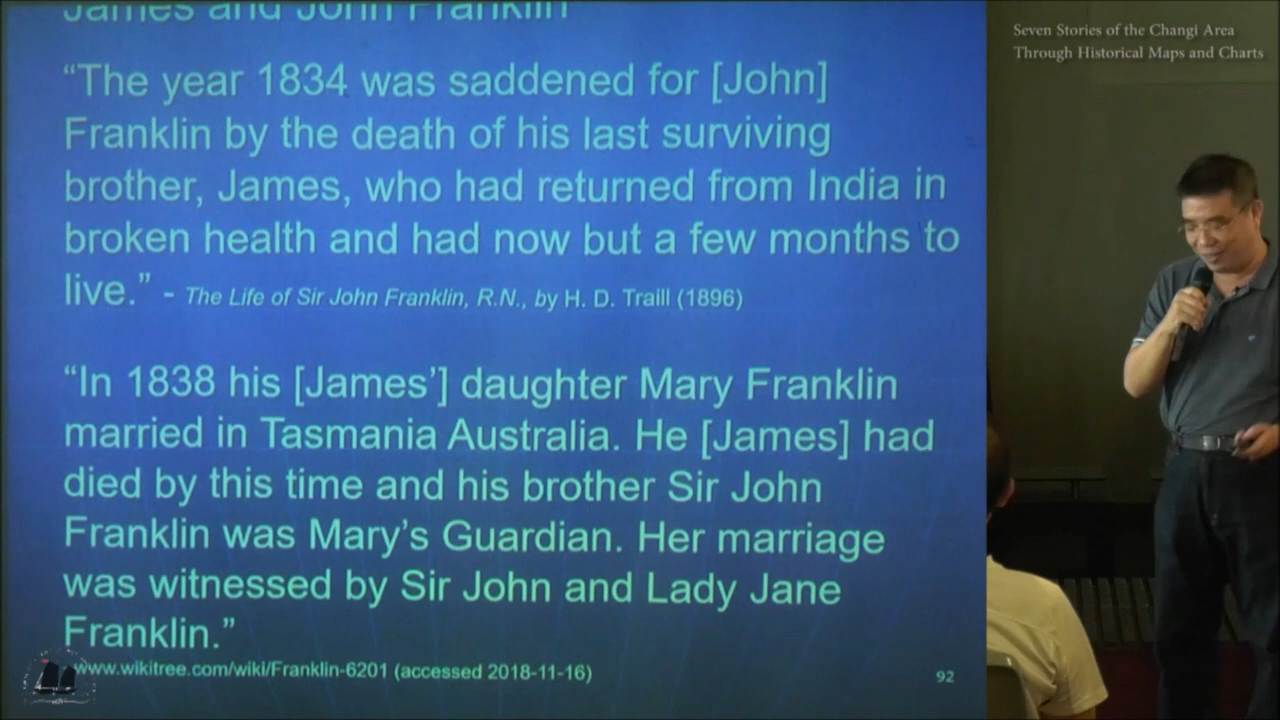 James and John Franklin
“The year 1834 was saddened for [John]
Franklin by the death of his last surviving
brother, James, who had returned from India in
broken health and had now but a few months to
live.” - The Life of Sir John Franklin, R.N., by H. D. Traill (1896)
“In 1838 his [James’] daughter Mary Franklin
married in Tasmania Australia. He [James] had
died by this time and his brother Sir John
Franklin was Mary’s Guardian. Her marriage
was witnessed by Sir John and Lady Jane
Franklin.”
www.wikitree.com/wiki/Franklin-6201 (accessed 2018-11-16)
92
Seven Stories of the Changi Area
Through Historical Maps and Charts